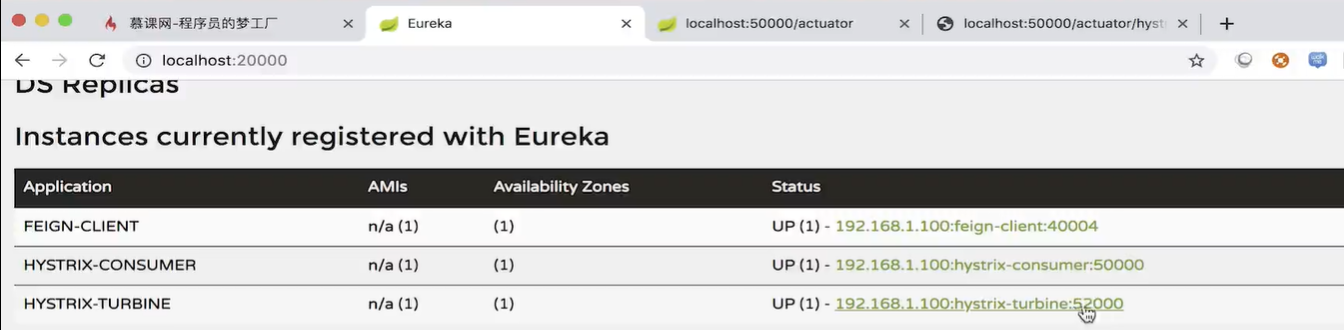 慕课网-程序员的梦工厂
Eureka
localhost:50000/actuator
localhost:50000/actuator/hyst
localhost:20000
DS Replicas
Instances currently registered with Eureka
Application AMIs Availability Zones Status
FEIGN-CLIENT n/a (1) (1) UP (1) - 192.168.1.100:feign-client:40004
HYSTRIX-CONSUMER n/a (1) (1) UP (1) - 192.168.1.100:hystrix-consumer:50000
HYSTRIX-TURBINE n/a (1) (1) UP (1) - 192.168.1.100:hystrix-turbine:52000